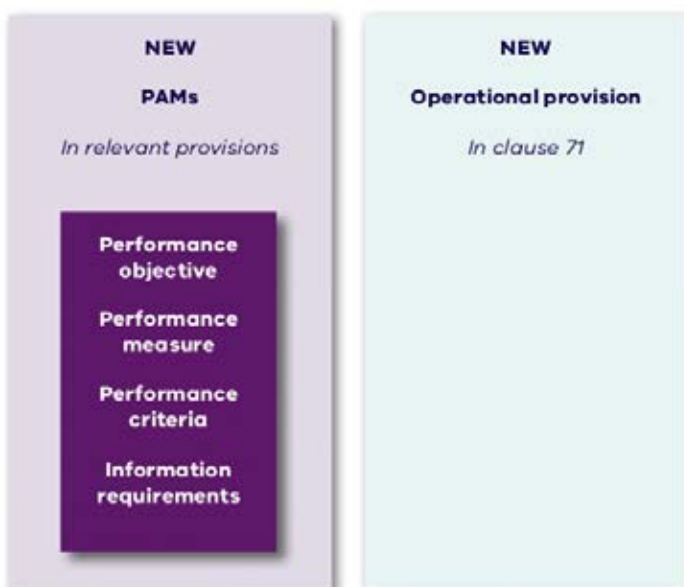 NEW
PAMs
In relevant provisions
Performance
objective
Performance
measure
Performance
criteria
Information
requirements
NEW
Operational provision
In clause 71